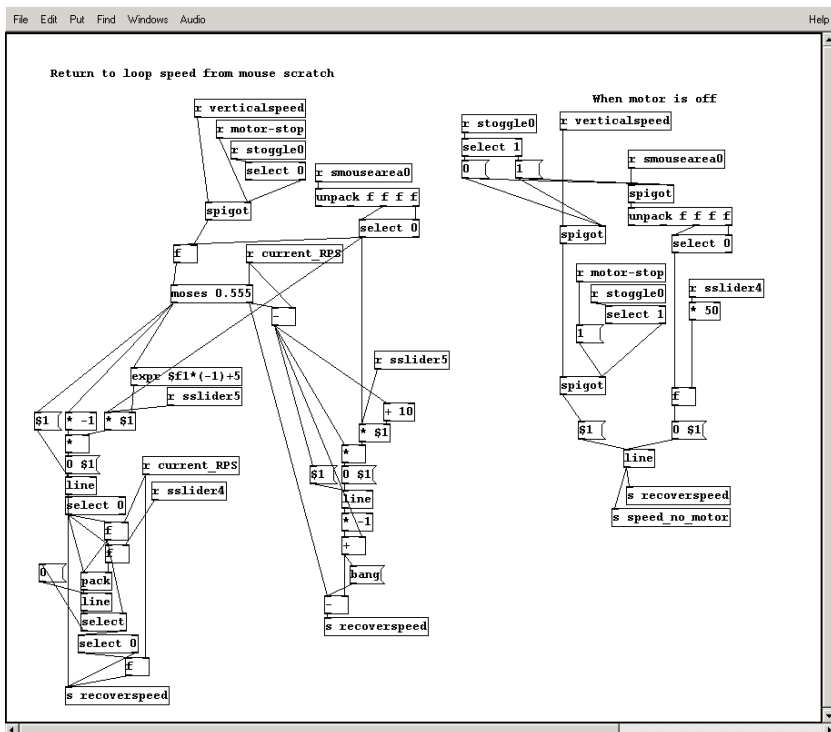 File Edit Put Find Windows Audio Help
Return to loop speed from mouse scratch
When motor is off
r verticalspeed
r motor-stop
r stoggle0
select 0
spigot
r smousearea0
unpack f f f f
select 0
f
r current_RPS
moses 0.555
-
expr $f1*(-1)+5
r sslider5
$1
* -1
* $1
*
0 $1
line
select 0
r current_RPS
r sslider4
f
f
0
pack
line
select
select 0
f
s recoverspeed
r sslider5
+ 10
* $1
*
$1
0 $1
line
* -1
+
bang
-
s recoverspeed
r stoggle0
select 1
0
1
r verticalspeed
r smousearea0
spigot
unpack f f f f
spigot
select 0
r motor-stop
r stoggle0
select 1
1
r sslider4
* 50
spigot
f
$1
0 $1
line
s recoverspeed
s speed_no_motor